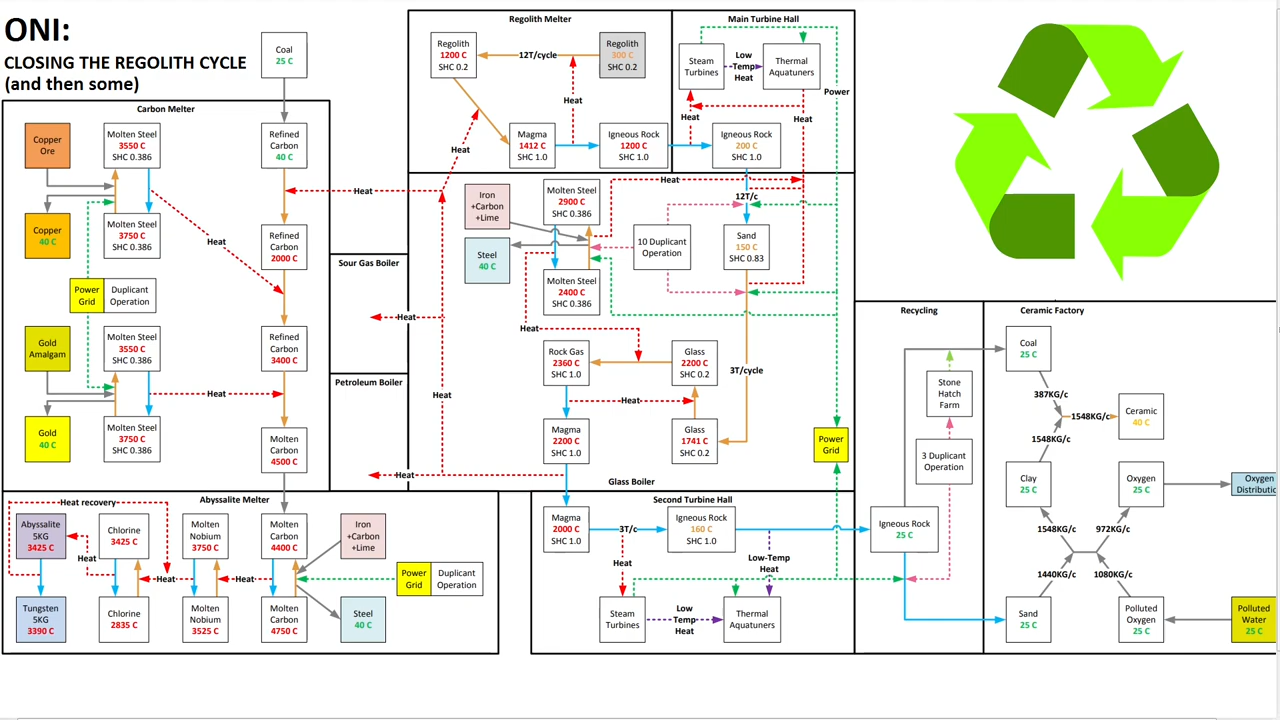 ONI:
CLOSING THE REGOLITH CYCLE
(and then some)
Coal
25 C
Carbon Melter
Copper
Ore
Molten Steel
3550 C
SHC 0.386
Refined
Carbon
40 C
Copper
40 C
Molten Steel
3750 C
SHC 0.386
Heat
Refined
Carbon
2000 C
Power
Grid
Duplicant
Operation
Gold
Amalgam
Molten Steel
3550 C
SHC 0.386
Refined
Carbon
3400 C
Heat
Gold
40 C
Molten Steel
3750 C
SHC 0.386
Molten
Carbon
4500 C
Heat
Sour Gas Boiler
Heat
Petroleum Boiler
Heat
Heat
Regolith Melter
Regolith
1200 C
SHC 0.2
12T/cycle
Regolith
300 C
SHC 0.2
Heat
Heat
Magma
1412 C
SHC 1.0
Igneous Rock
1200 C
SHC 1.0
Main Turbine Hall
Steam
Turbines
Low
Temp
Heat
Thermal
Aquatuners
Power
Heat
Heat
Igneous Rock
200 C
SHC 1.0
Iron
+Carbon
+Lime
Molten Steel
2900 C
SHC 0.386
Heat
12T/c
Steel
40 C
10 Duplicant
Operation
Sand
150 C
SHC 0.83
Molten Steel
2400 C
SHC 0.386
Heat
Rock Gas
2360 C
SHC 1.0
Glass
2200 C
SHC 0.2
3T/cycle
Heat
Magma
2200 C
SHC 1.0
Glass
1741 C
SHC 0.2
Power
Grid
Glass Boiler
Abyssalite Melter
Heat recovery
Abyssalite
5KG
3425 C
Chlorine
3425 C
Molten
Nobium
3750 C
Molten
Carbon
4400 C
Iron
+Carbon
+Lime
Heat
Heat
Heat
Power
Grid
Duplicant
Operation
Tungsten
5KG
3390 C
Chlorine
2835 C
Molten
Nobium
3525 C
Molten
Carbon
4750 C
Steel
40 C
Second Turbine Hall
Magma
2000 C
SHC 1.0
3T/c
Igneous Rock
160 C
SHC 1.0
Heat
Low-Temp
Heat
Steam
Turbines
Low
Temp
Heat
Thermal
Aquatuners
Recycling
Stone
Hatch
Farm
3 Duplicant
Operation
Igneous Rock
25 C
Ceramic Factory
Coal
25 C
387KG/c
1548KG/c
Ceramic
40 C
1548KG/c
Clay
25 C
Oxygen
25 C
Oxygen
Distributio
1548KG/c
972KG/c
1440KG/c
1080KG/c
Sand
25 C
Polluted
Oxygen
25 C
Polluted
Water
25 C